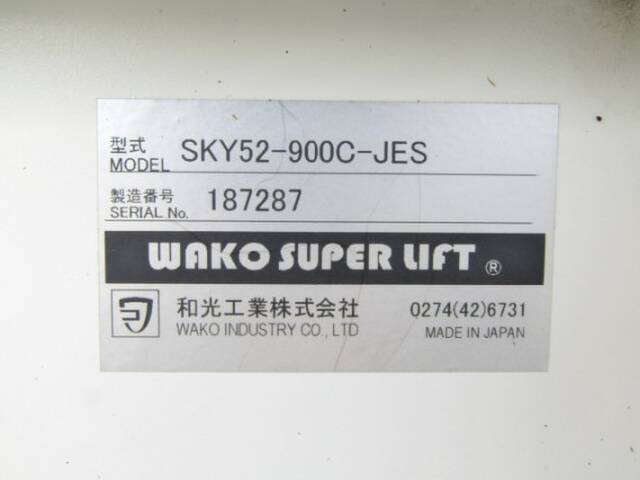 型式
MODEL SKY52-900C-JES
製造番号
SERIAL No. 187287
WAKO SUPER LIFT ®
和光工業株式会社 0274(42)6731
WAKO INDUSTRY CO., LTD MADE IN JAPAN